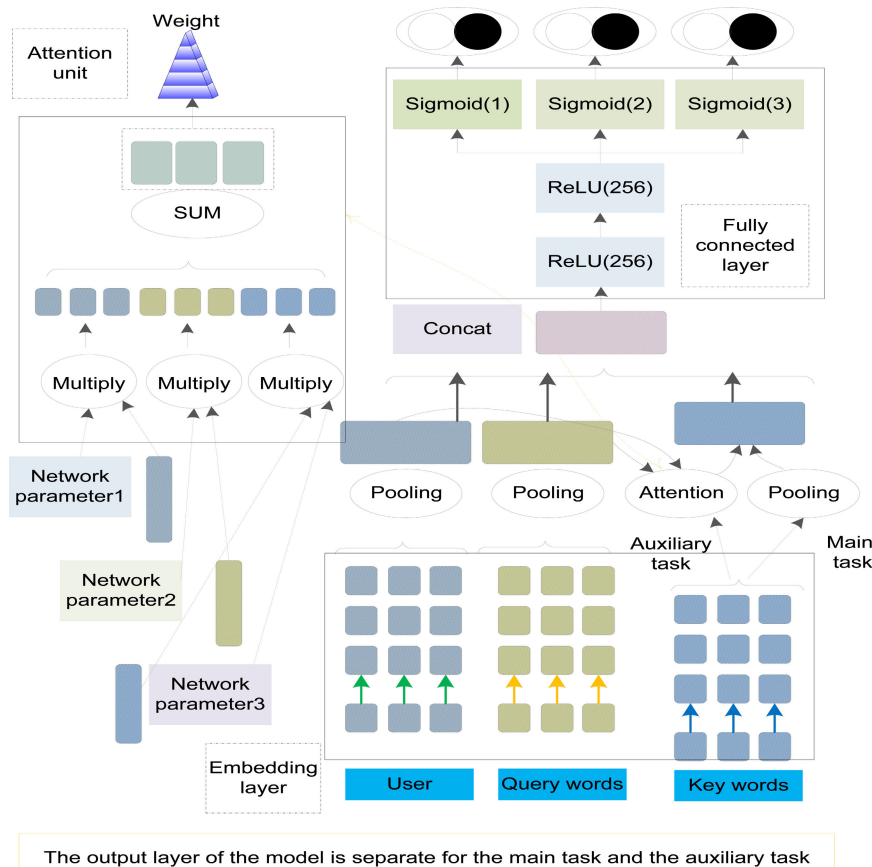 Weight
Attention
unit
Sigmoid(1)
Sigmoid(2)
Sigmoid(3)
ReLU(256)
SUM
Fully
connected
layer
ReLU(256)
Concat
Multiply
Multiply
Multiply
Network
parameter1
Pooling
Pooling
Attention
Pooling
Auxiliary
task
Main
task
Network
parameter2
Network
parameter3
Embedding
layer
User
Query words
Key words
The output layer of the model is separate for the main task and the auxiliary task